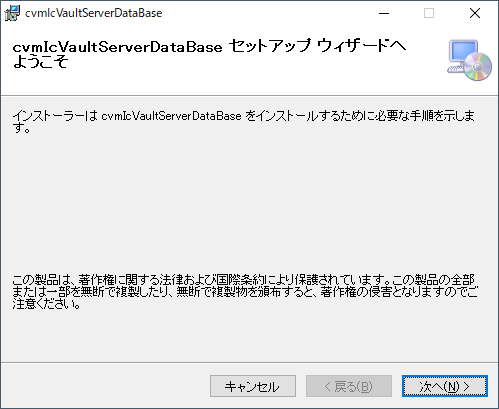 cvmIcVaultServerDataBase
cvmIcVaultServerDataBase セットアップ ウィザードへ
ようこそ
インストーラーは cvmIcVaultServerDataBase をインストールするために必要な手順を示しま
す。
この製品は、著作権に関する法律および国際条約により保護されています。この製品の全部
または一部を無断で複製したり、無断で複製物を頒布すると、著作権の侵害となりますのでご
注意ください。
キャンセル
< 戻る(B)
次へ(N) >